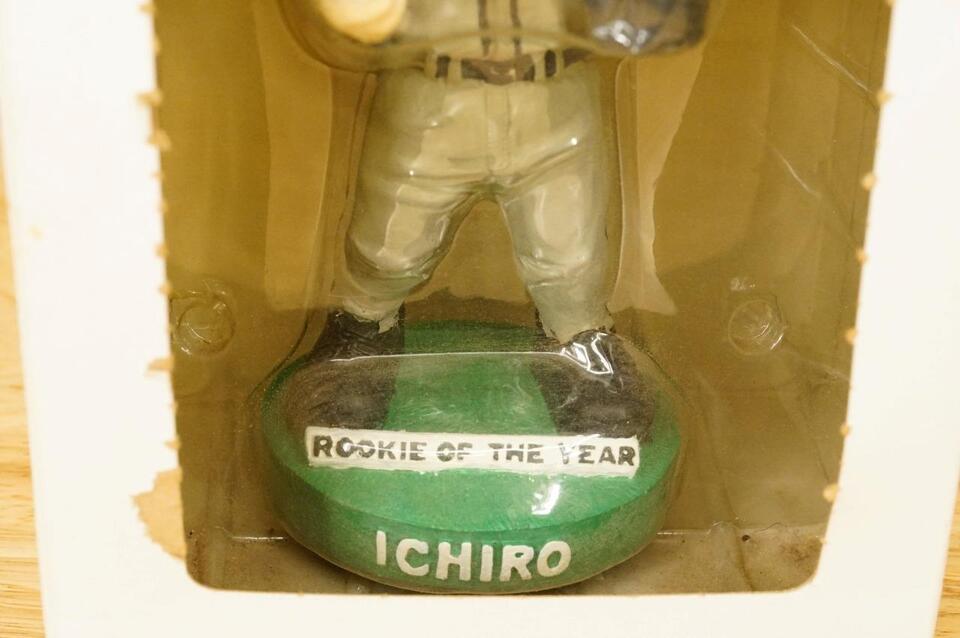 ROOKIE OF THE YEAR
ICHIRO